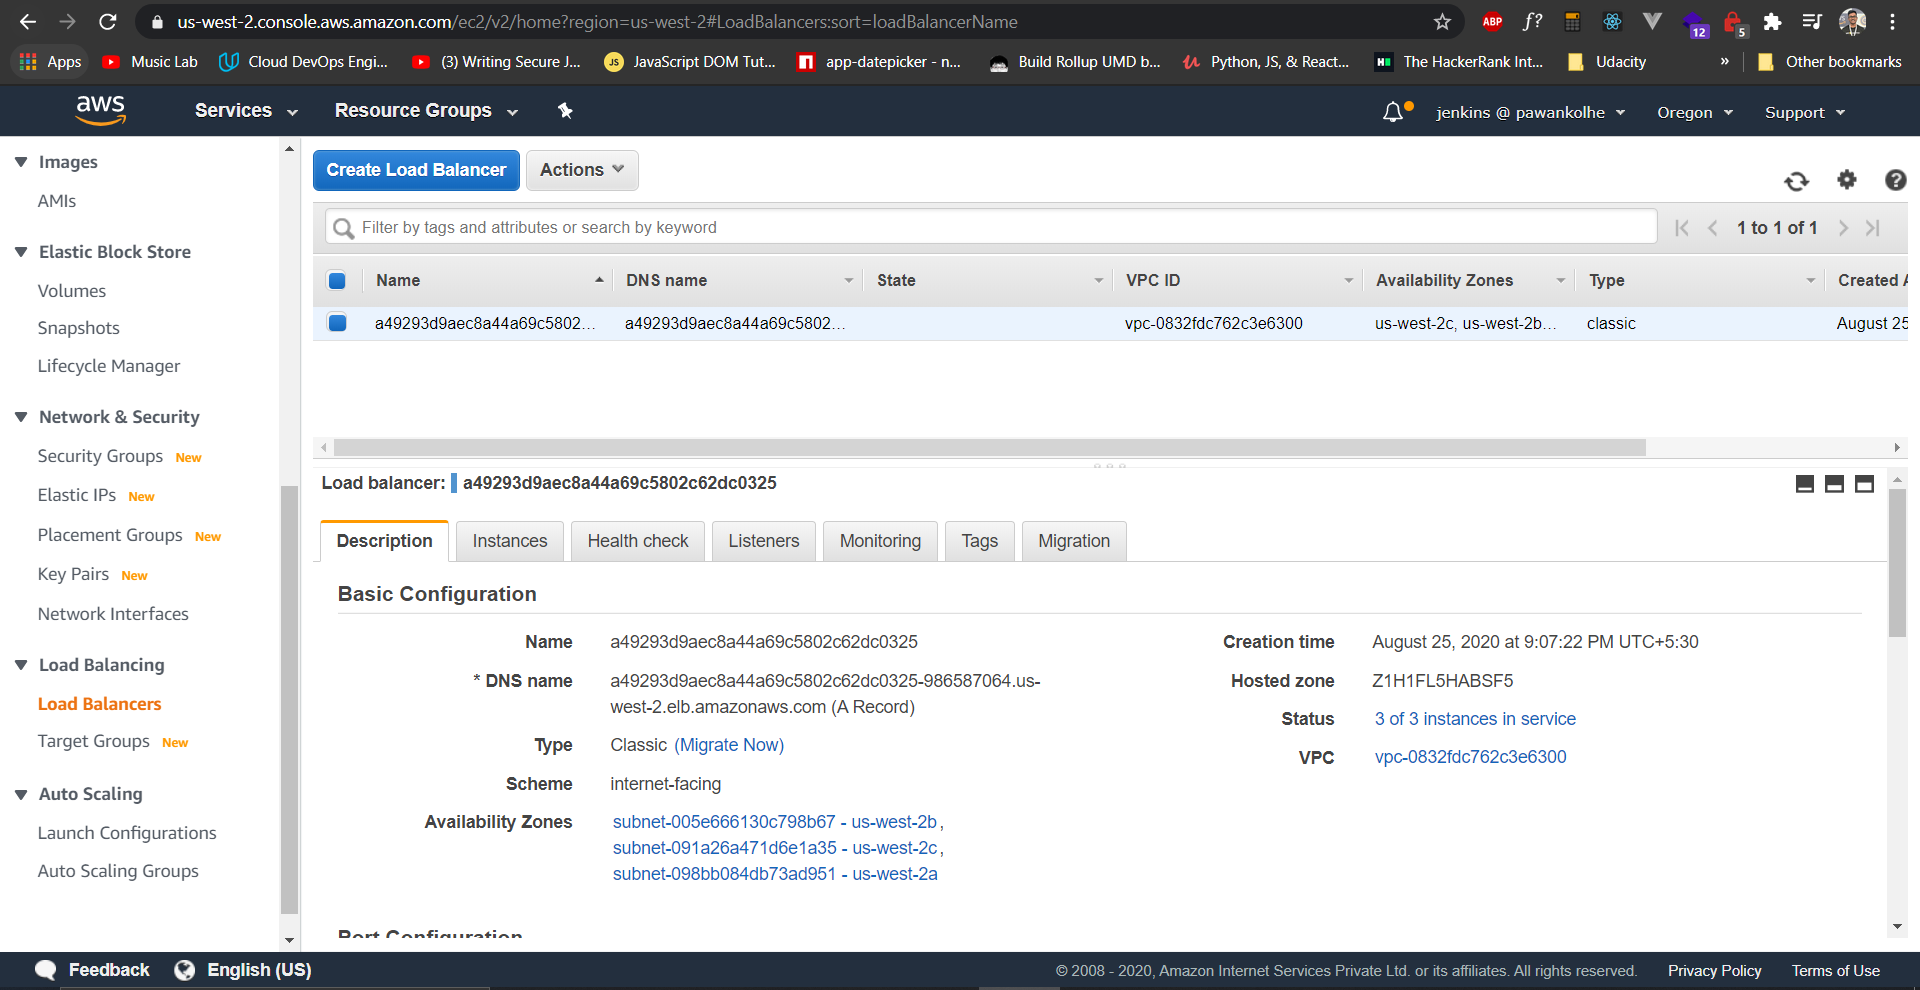 us-west-2.console.aws.amazon.com/ec2/v2/home?region=us-west-2#LoadBalancers:sort=loadBalancerName
ABP
f?
12
5
Apps
Music Lab
Cloud DevOps Engi...
(3) Writing Secure J...
JS
JavaScript DOM Tut...
app-datepicker - n...
Build Rollup UMD b...
Python, JS, & React...
The HackerRank Int...
Udacity
»
Other bookmarks
aws
Services
Resource Groups
jenkins @ pawankolhe
Oregon
Support
Images
AMIs
Elastic Block Store
Volumes
Snapshots
Lifecycle Manager
Network & Security
Security Groups New
Elastic IPs New
Placement Groups New
Key Pairs New
Network Interfaces
Load Balancing
Load Balancers
Target Groups New
Auto Scaling
Launch Configurations
Auto Scaling Groups
Create Load Balancer
Actions
Filter by tags and attributes or search by keyword
1 to 1 of 1
Name DNS name State VPC ID Availability Zones Type Created A
a49293d9aec8a44a69c5802... a49293d9aec8a44a69c5802... vpc-0832fdc762c3e6300 us-west-2c, us-west-2b... classic August 25
Load balancer: a49293d9aec8a44a69c5802c62dc0325
Description Instances Health check Listeners Monitoring Tags Migration
Basic Configuration
Name a49293d9aec8a44a69c5802c62dc0325
* DNS name a49293d9aec8a44a69c5802c62dc0325-986587064.us-
west-2.elb.amazonaws.com (A Record)
Type Classic (Migrate Now)
Scheme internet-facing
Availability Zones subnet-005e666130c798b67 - us-west-2b,
subnet-091a26a471d6e1a35 - us-west-2c,
subnet-098bb084db73ad951 - us-west-2a
Creation time August 25, 2020 at 9:07:22 PM UTC+5:30
Hosted zone Z1H1FL5HABSF5
Status 3 of 3 instances in service
VPC vpc-0832fdc762c3e6300
Port Configuration
Feedback
English (US)
© 2008 - 2020, Amazon Internet Services Private Ltd. or its affiliates. All rights reserved.
Privacy Policy
Terms of Use